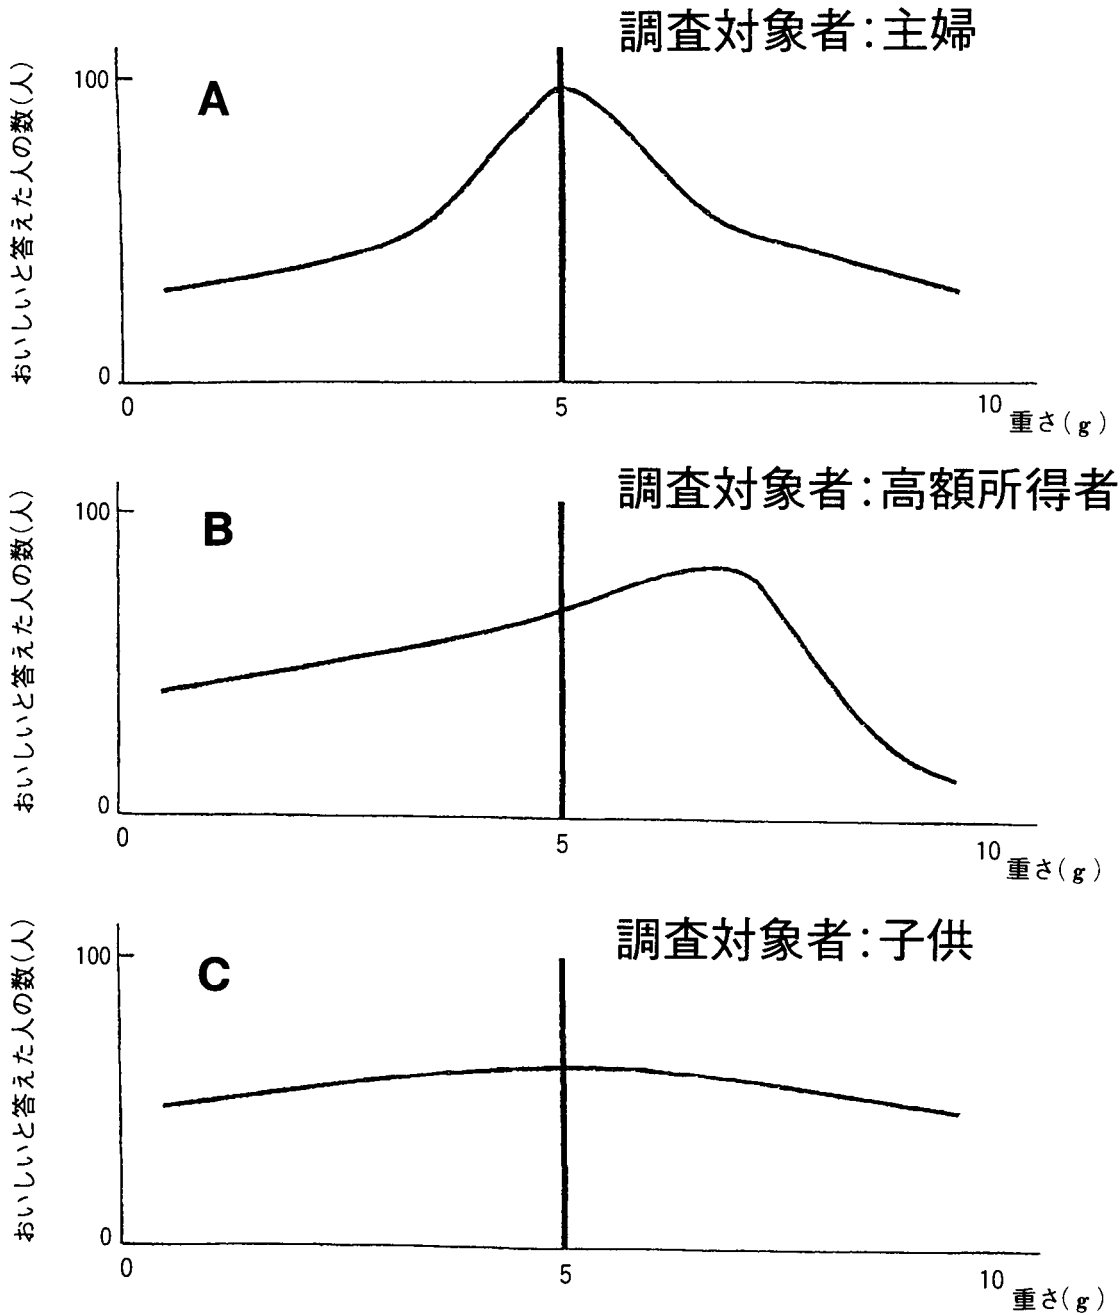 調査対象者:主婦
A
おいしいと答えた人の数(人)
100
0
0
5
10
重さ(g)
調査対象者:高額所得者
B
おいしいと答えた人の数(人)
100
0
0
5
10
重さ(g)
調査対象者:子供
C
おいしいと答えた人の数(人)
100
0
0
5
10
重さ(g)